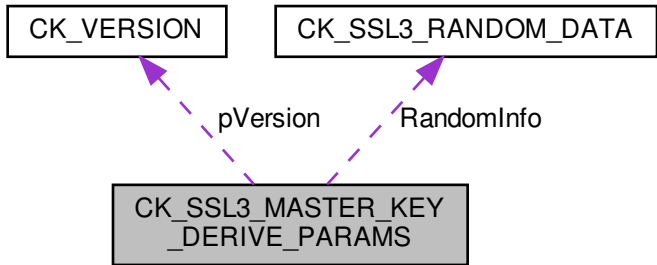 CK_VERSION
CK_SSL3_RANDOM_DATA
pVersion
RandomInfo
CK_SSL3_MASTER_KEY
_DERIVE_PARAMS